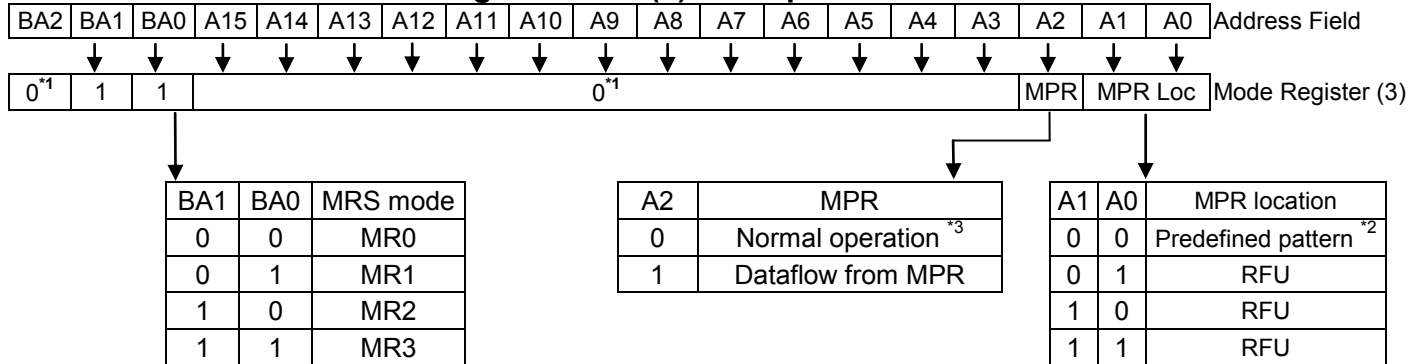 BA2 BA1 BA0 A15 A14 A13 A12 A11 A10 A9 A8 A7 A6 A5 A4 A3 A2 A1 A0 Address Field
0*1 1 1 0*1 MPR MPR Loc Mode Register (3)
BA1 BA0 MRS mode
0 0 MR0
0 1 MR1
1 0 MR2
1 1 MR3
A2 MPR
0 Normal operation *3
1 Dataflow from MPR
A1 A0 MPR location
0 0 Predefined pattern *2
0 1 RFU
1 0 RFU
1 1 RFU